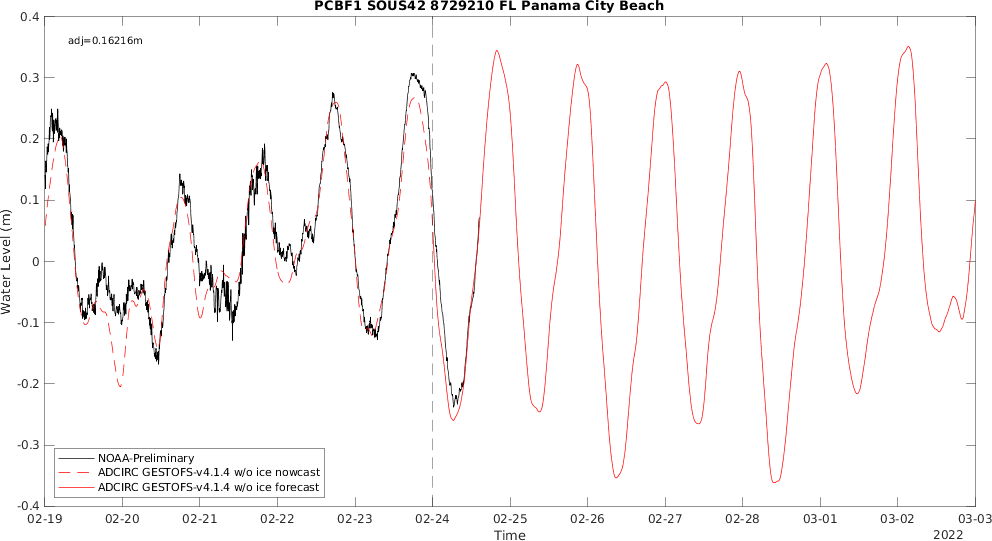 PCBF1 SOUS42 8729210 FL Panama City Beach
adj=0.16216m
0.4
0.3
0.2
0.1
0
-0.1
-0.2
-0.3
-0.4
Water Level (m)
NOAA-Preliminary
ADCIRC GESTOFS-v4.1.4 w/o ice nowcast
ADCIRC GESTOFS-v4.1.4 w/o ice forecast
02-19 02-20 02-21 02-22 02-23 02-24 02-25 02-26 02-27 02-28 03-01 03-02 03-03
Time
2022